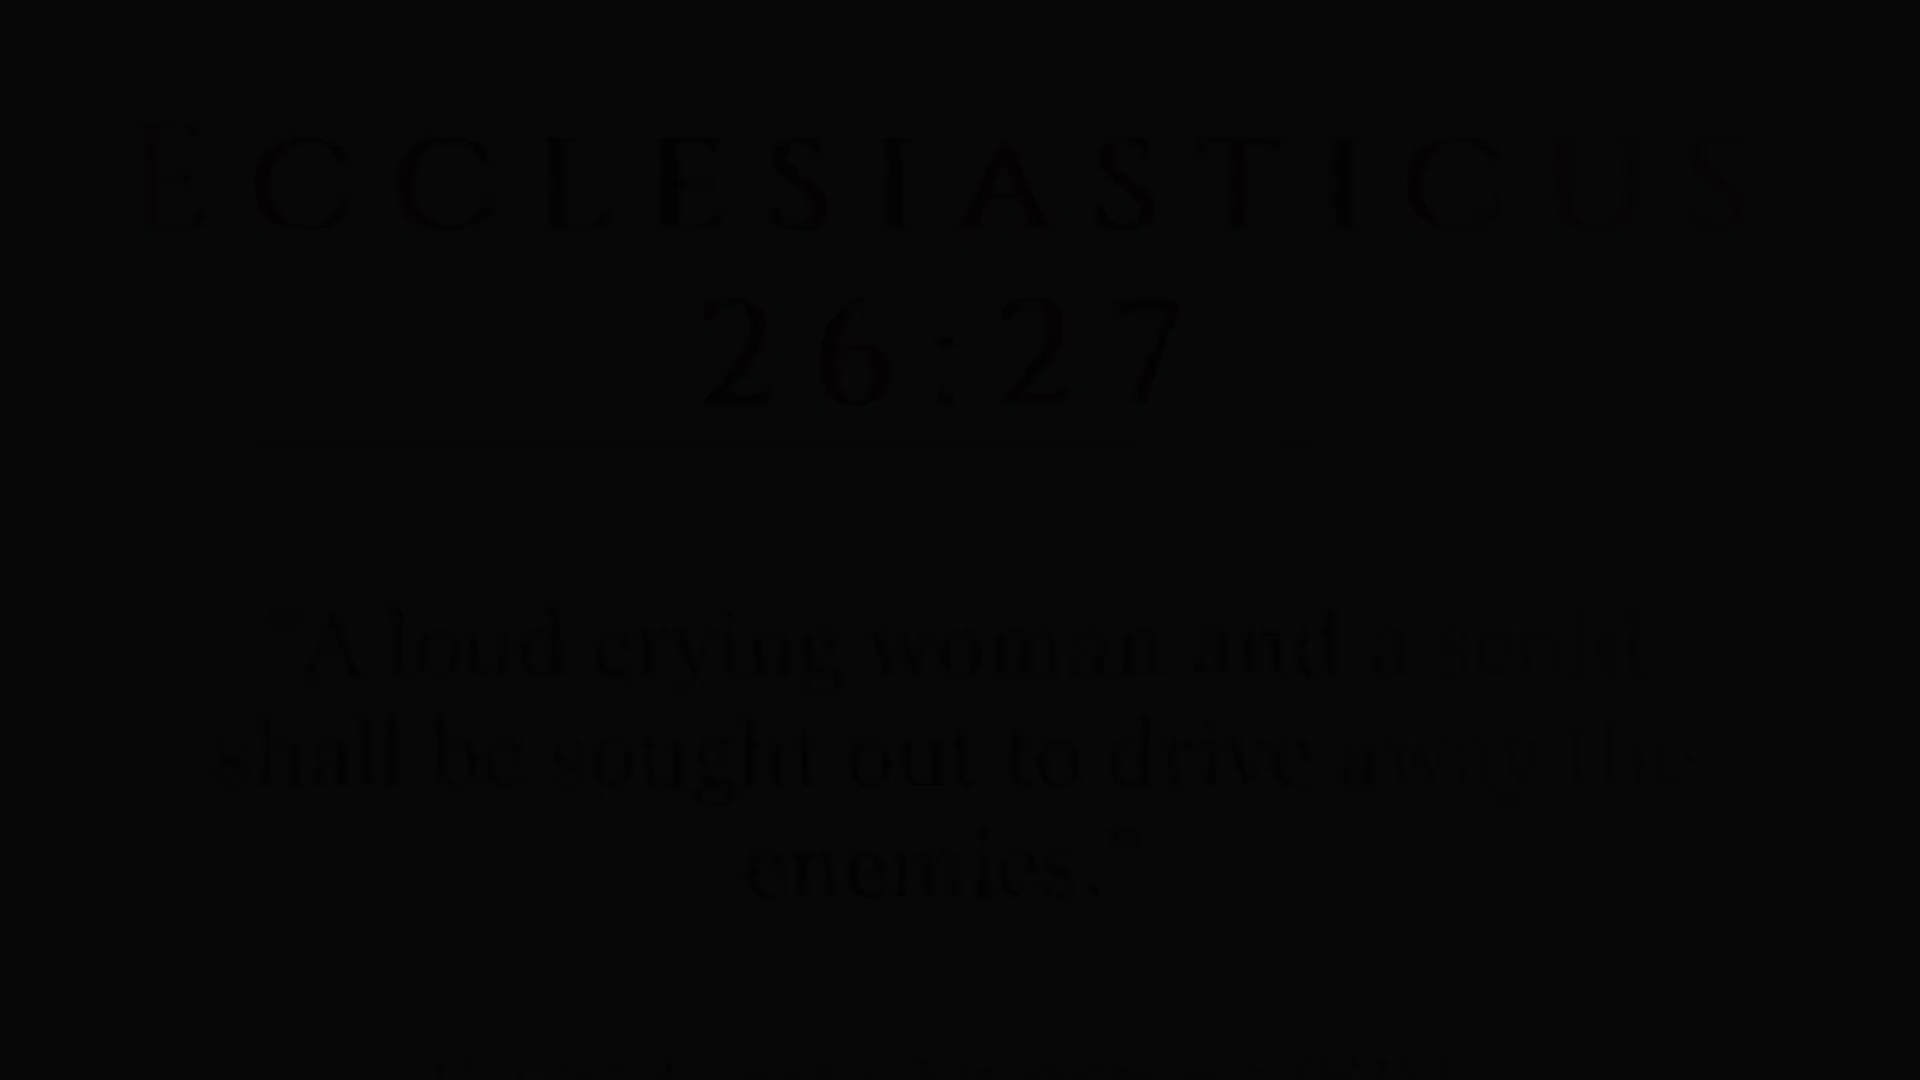 ECCLESIASTICUS
26:27
"A loud crying woman and a scold
shall be sought out to drive away the
enemies."